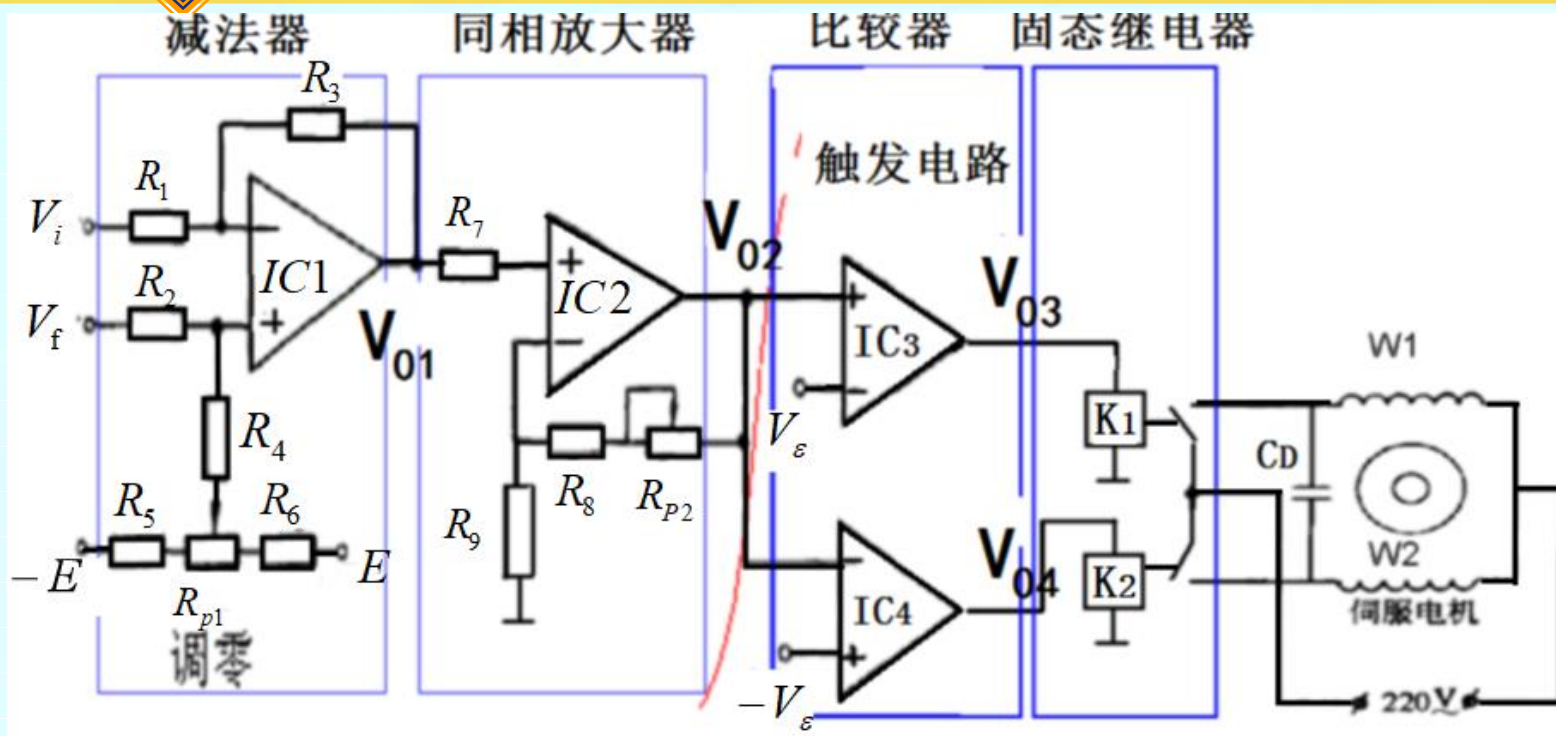 减法器
同相放大器
比较器
固态继电器
R3
R1
Vi
R2
IC1
Vf
V01
R4
R5
R6
-E
E
Rp1
调零
R7
IC2
V02
R8
RP2
R9
触发电路
IC3
V03
Vε
IC4
V04
-Vε
K1
K2
CD
W1
W2
伺服电机
220V~